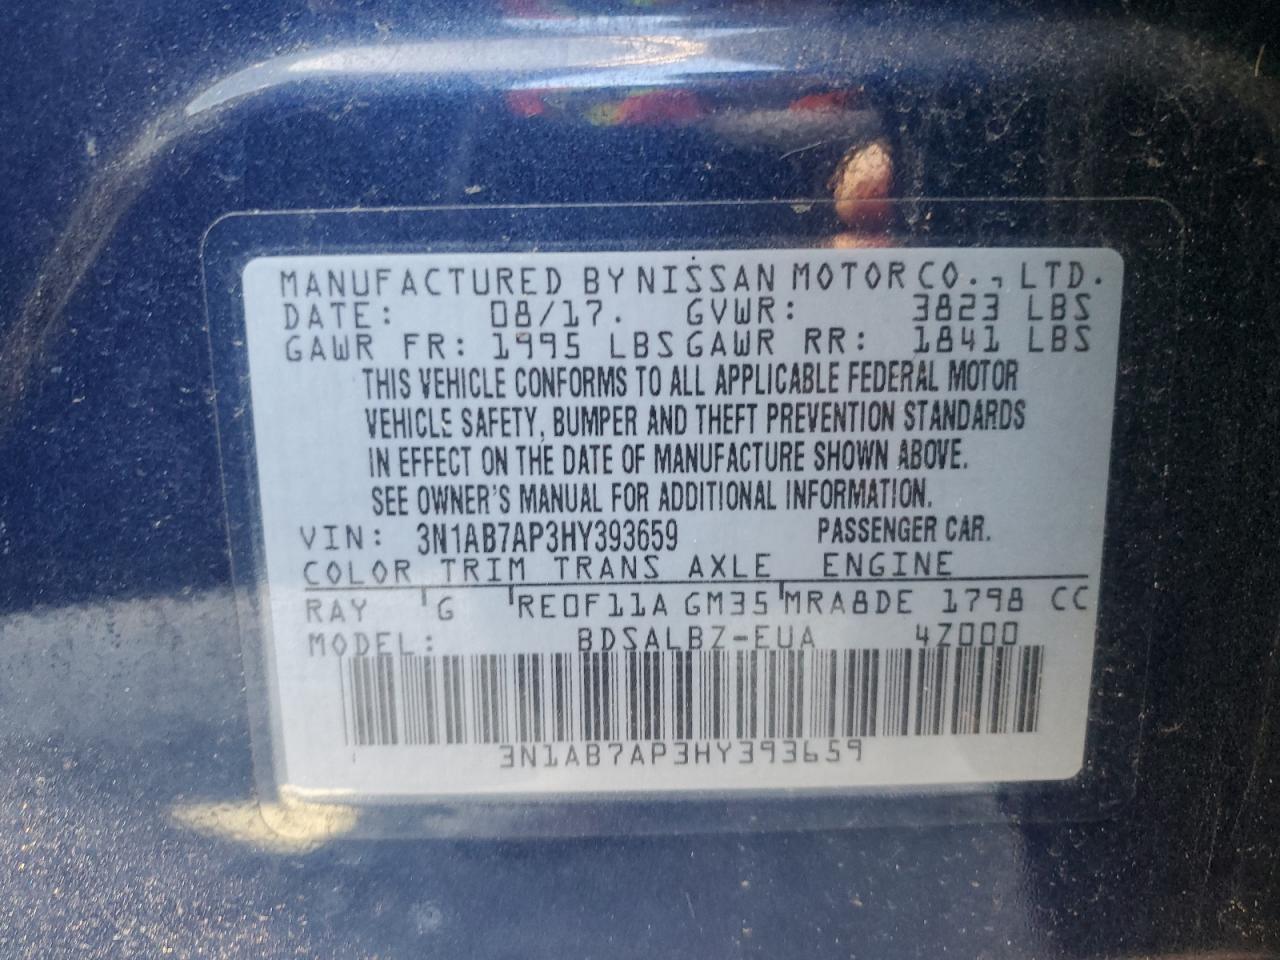 MANUFACTURED BY NISSAN MOTOR CO., LTD.
DATE: 08/17. GVWR: 3823 LBS
GAWR FR: 1995 LBS GAWR RR: 1841 LBS
THIS VEHICLE CONFORMS TO ALL APPLICABLE FEDERAL MOTOR
VEHICLE SAFETY, BUMPER AND THEFT PREVENTION STANDARDS
IN EFFECT ON THE DATE OF MANUFACTURE SHOWN ABOVE.
SEE OWNER'S MANUAL FOR ADDITIONAL INFORMATION.
VIN: 3N1AB7AP3HY393659 PASSENGER CAR.
COLOR TRIM TRANS AXLE ENGINE
RAY G RE0F11A GM35 MRA8DE 1798 CC
MODEL: BDSALBZ-EUA 4Z000
3N1AB7AP3HY393659